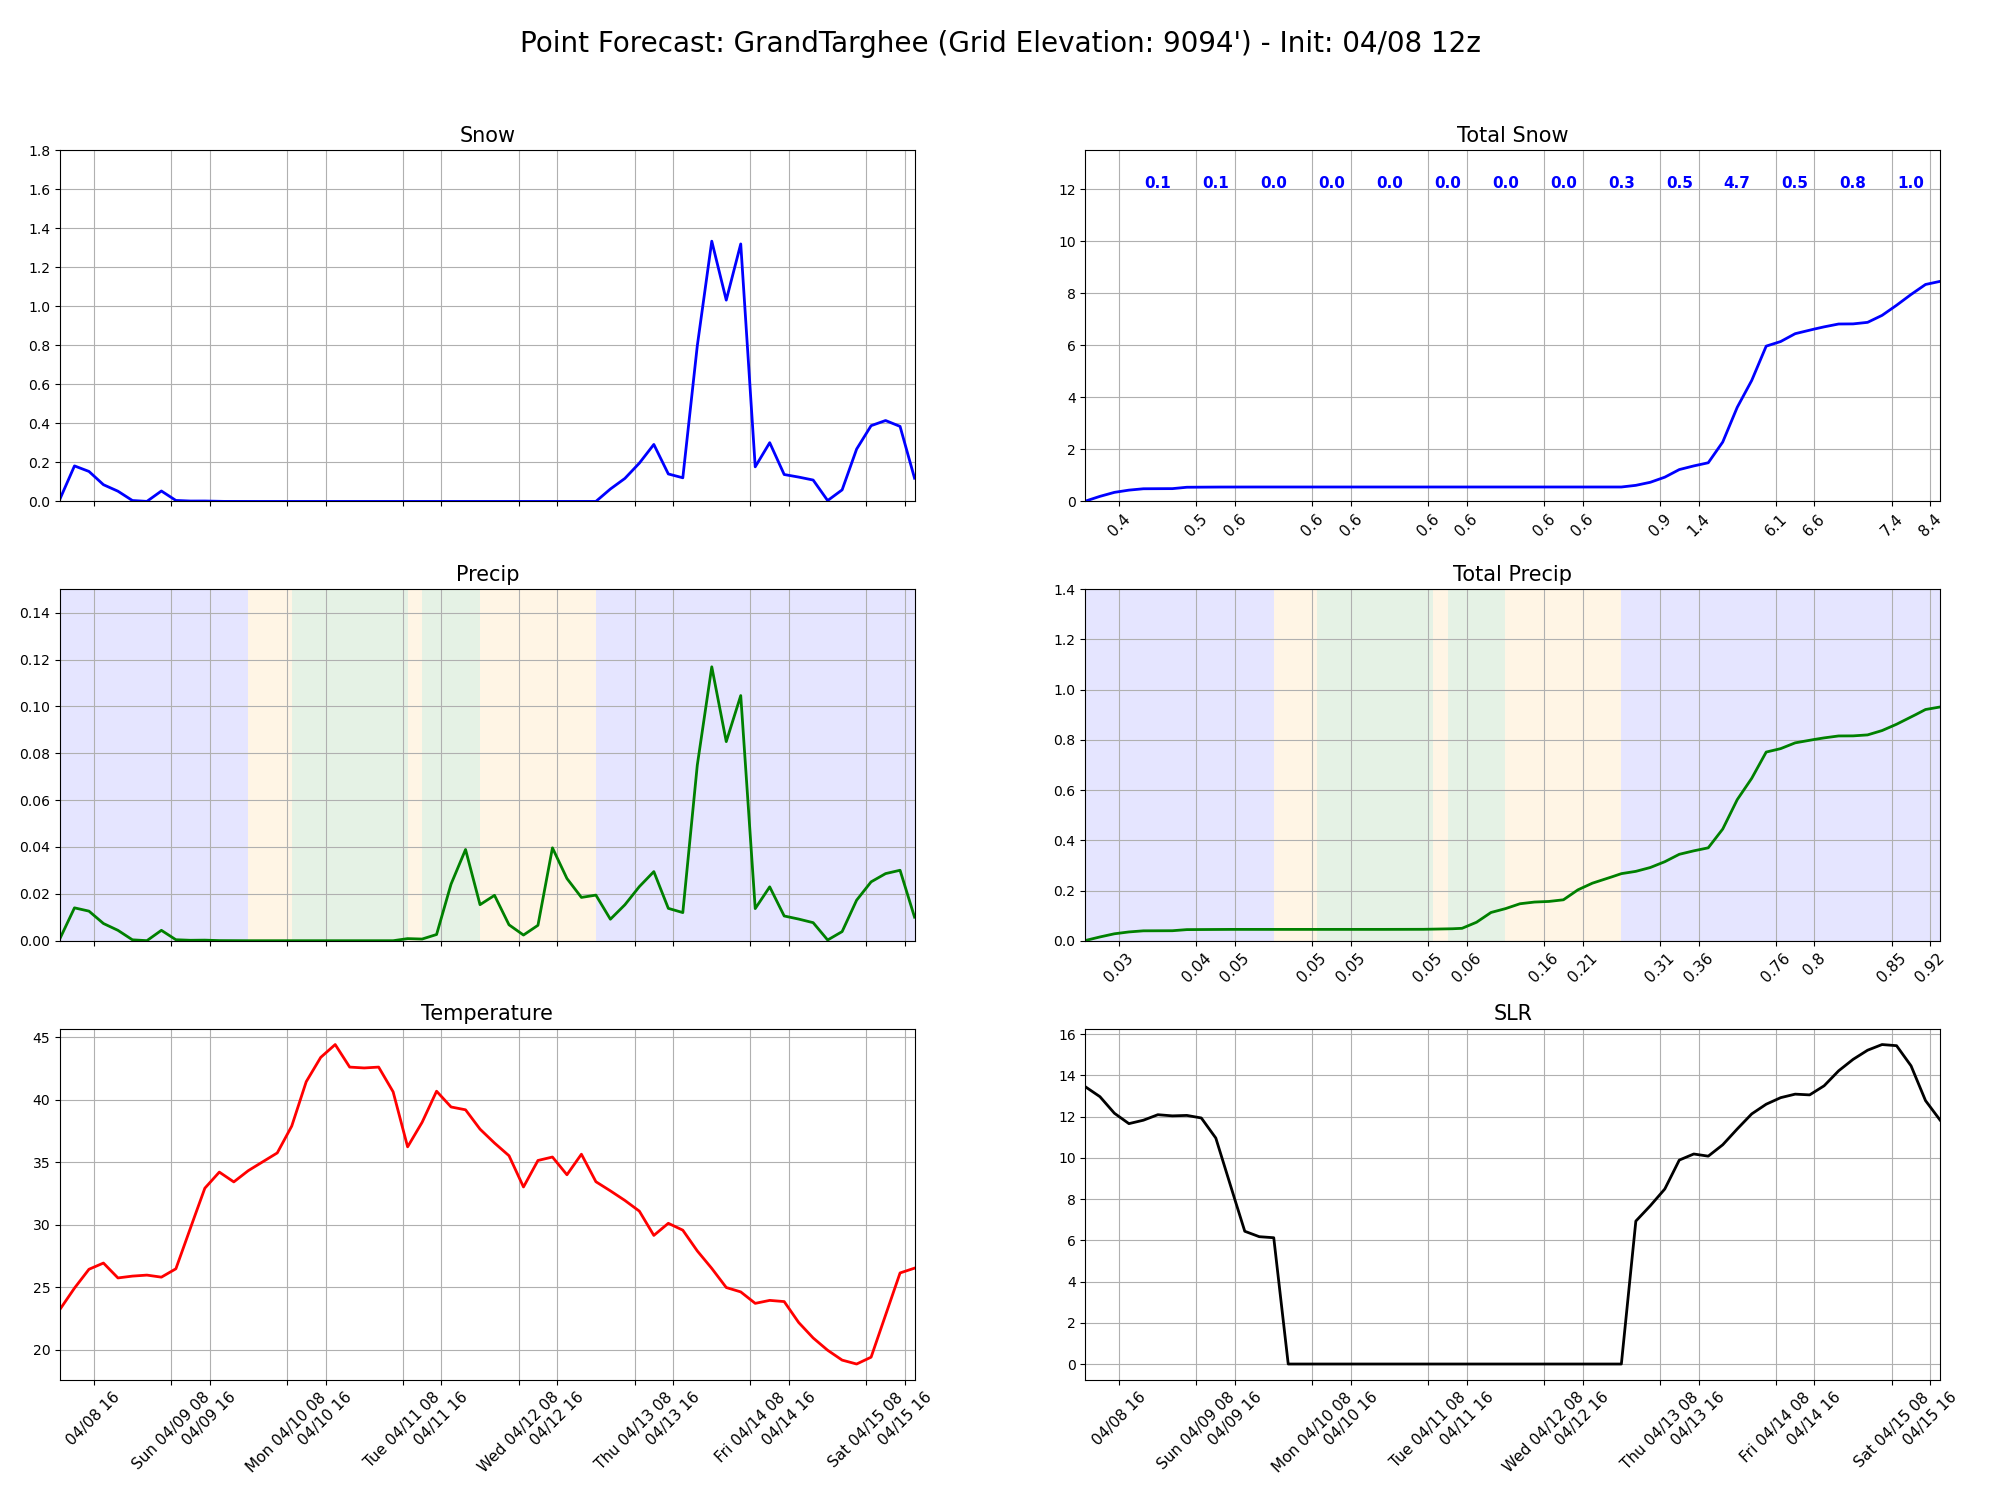 Point Forecast: GrandTarghee (Grid Elevation: 9094') - Init: 04/08 12z
Snow
1.8
1.6
1.4
1.2
1.0
0.8
0.6
0.4
0.2
0.0
Total Snow
0.1 0.1 0.0 0.0 0.0 0.0 0.0 0.0 0.3 0.5 4.7 0.5 0.8 1.0
12
10
8
6
4
2
0
0.4 0.5 0.6 0.6 0.6 0.6 0.6 0.6 0.6 0.9 1.4 6.1 6.6 7.4 8.4
Precip
0.14
0.12
0.10
0.08
0.06
0.04
0.02
0.00
Total Precip
1.4
1.2
1.0
0.8
0.6
0.4
0.2
0.0
0.03 0.04 0.05 0.05 0.05 0.05 0.06 0.16 0.21 0.31 0.36 0.76 0.8 0.85 0.92
Temperature
45
40
35
30
25
20
04/08 16
Sun 04/09 08
04/09 16
Mon 04/10 08
04/10 16
Tue 04/11 08
04/11 16
Wed 04/12 08
04/12 16
Thu 04/13 08
04/13 16
Fri 04/14 08
04/14 16
Sat 04/15 08
04/15 16
SLR
16
14
12
10
8
6
4
2
0
04/08 16
Sun 04/09 08
04/09 16
Mon 04/10 08
04/10 16
Tue 04/11 08
04/11 16
Wed 04/12 08
04/12 16
Thu 04/13 08
04/13 16
Fri 04/14 08
04/14 16
Sat 04/15 08
04/15 16